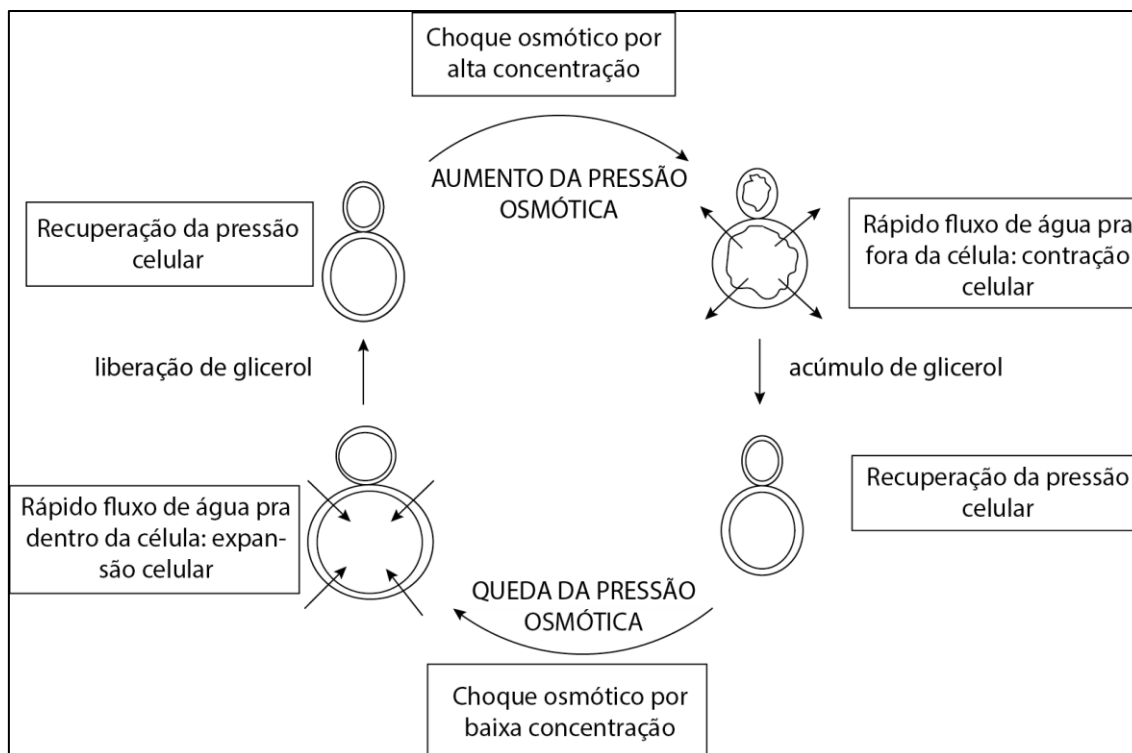 Choque osmótico por
alta concentração
AUMENTO DA PRESSÃO
OSMÓTICA
Recuperação da pressão
celular
Rápido fluxo de água pra
fora da célula: contração
celular
liberação de glicerol
acúmulo de glicerol
Rápido fluxo de água pra
dentro da célula: expan-
são celular
Recuperação da pressão
celular
QUEDA DA PRESSÃO
OSMÓTICA
Choque osmótico por
baixa concentração